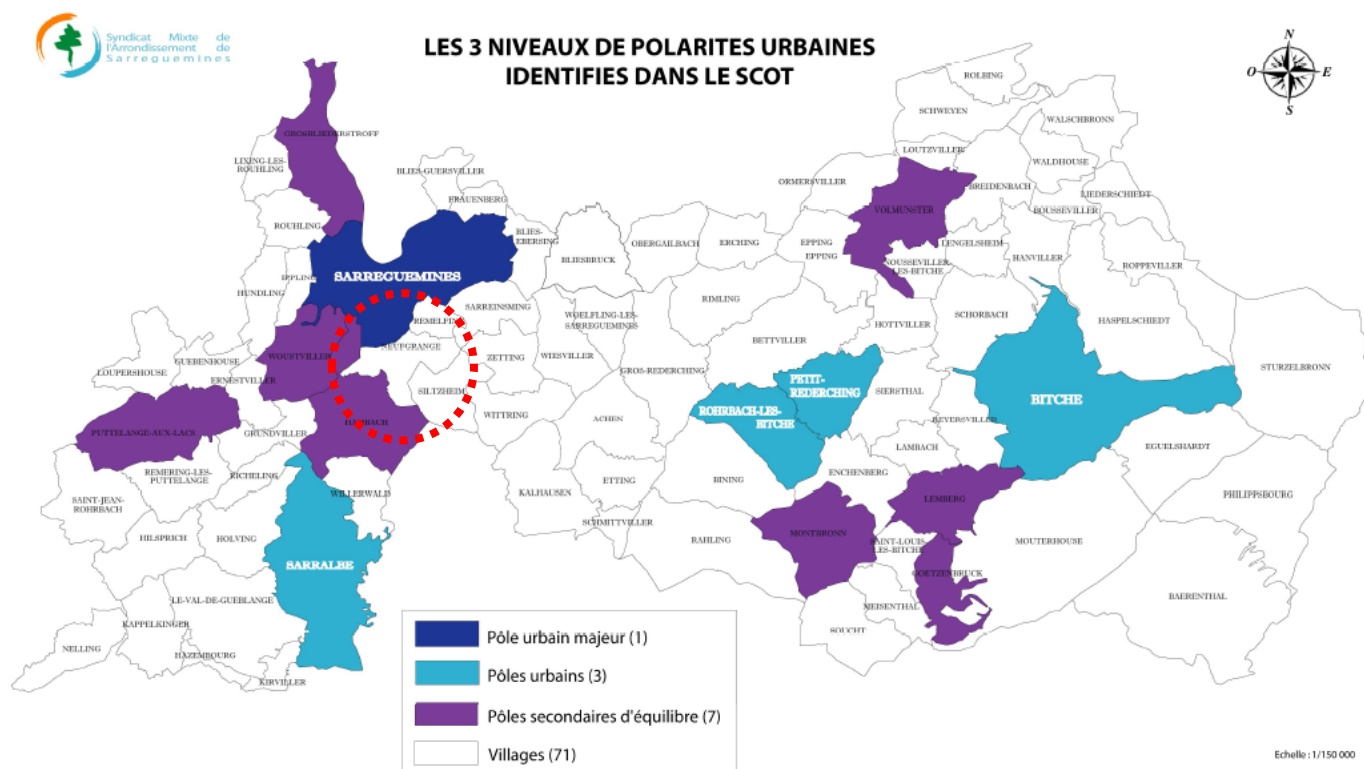 Syndicat Mixte de
l'Arrondissement de
Sarreguemines
LES 3 NIVEAUX DE POLARITES URBAINES
IDENTIFIES DANS LE SCOT
N
O
E
S
ROLBING
SCHWEYEN
WALSCHBRONN
GROSBLIEDERSTROFF
LOUTZVILLER
WALDHOUSE
LIXING-LES-
ROUHLING
BLIES-GUERSVILLER
ORMERSVILLER
BREIDENBACH
LIEDERSCHIEDT
FRAUENBERG
VOLMUNSTER
BOUSSEVILLER
ROUHLING
BLIES-
EBERSING
OBERGAILBACH
ERCHING
EPPING
EPPING
LENGELSHEIM
BLIESBRUCK
NOUSSEVILLER
LES-BITCHE
HANVILLER
ROPPEVILLER
SARREGUEMINES
IPPLING
HUNDLING
RIMLING
SARREINSMING
WOELFLING-LES-
SARREGUEMINES
SCHORBACH
HASPELSCHIEDT
REMELFING
HOTTVILLER
BETTVILLER
NEUFGRANGE
WOUSTVILLER
ZETTING
WIESVILLER
GUEBENHOUSE
LOUPERSHOUSE
STURZELBRONN
ERNESTVILLER
GROß-REDERCHING
PETIT-
REDERCHING
SILTZHEIM
SIERSTHAL
BITCHE
ROHRBACH-LES-
BITCHE
WITTRING
ACHEN
HAMBACH
REYERSVILLER
PUTTELANGE-AUX-LACS
GRUNDVILLER
LAMBACH
EGUELSHARDT
REMERING-LES-
PUTTELANGE
RICHELING
ENCHENBERG
BINING
ETTING
KALHAUSEN
WILLERWALD
PHILIPPSBOURG
SAINT-JEAN-
ROHRBACH
LEMBERG
SCHMITTVILLER
MONTBRONN
HILSPRICH
HOLVING
RAHLING
SAINT-LOUIS-
LES-BITCHE
MOUTERHOUSE
SARRALBE
GOETZENBRUCK
BAERENTHAL
LE-VAL-DE-GUEBLANGE
MEISENTHAL
KAPPELKINGER
SOUCHT
NELLING
HAZEMBOURG
KIRVILLER
Pôle urbain majeur (1)
Pôles urbains (3)
Pôles secondaires d'équilibre (7)
Villages (71)
Echelle : 1/150 000